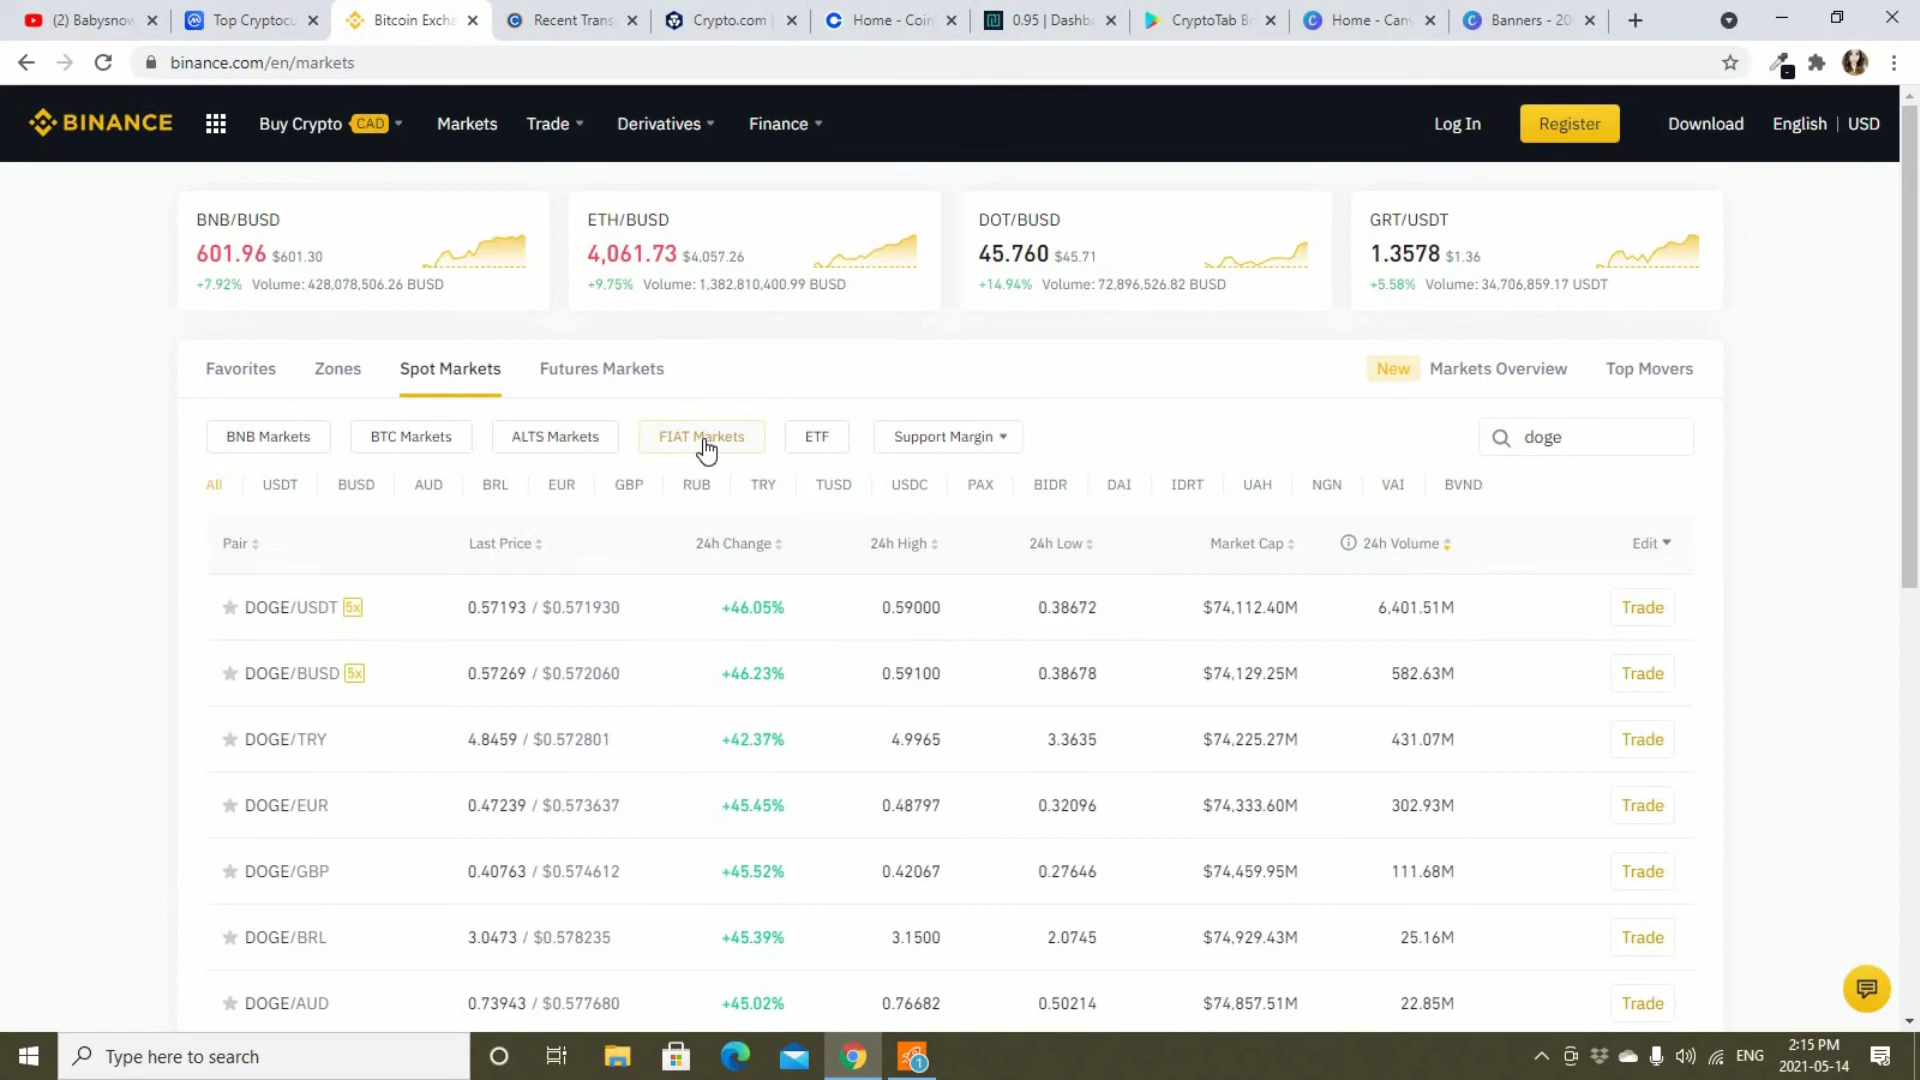 (2) Babysnow
Top Cryptocu
Bitcoin Excha
Recent Trans
Crypto.com |
Home - Coin
0.95 | Dashb
CryptoTab Br
Home - Canv
Banners - 20
binance.com/en/markets
BINANCE Buy Crypto CAD Markets Trade Derivatives Finance Log In Register Download English | USD
BNB/BUSD
601.96 $601.30
+7.92% Volume: 428,078,506.26 BUSD
ETH/BUSD
4,061.73 $4,057.26
+9.75% Volume: 1,382,810,400.99 BUSD
DOT/BUSD
45.760 $45.71
+14.94% Volume: 72,896,526.82 BUSD
GRT/USDT
1.3578 $1.36
+5.58% Volume: 34,706,859.17 USDT
Favorites Zones Spot Markets Futures Markets New Markets Overview Top Movers
BNB Markets BTC Markets ALTS Markets FIAT Markets ETF Support Margin doge
All USDT BUSD AUD BRL EUR GBP RUB TRY TUSD USDC PAX BIDR DAI IDRT UAH NGN VAI BVND
Pair Last Price 24h Change 24h High 24h Low Market Cap 24h Volume Edit
DOGE/USDT 5x 0.57193 / $0.571930 +46.05% 0.59000 0.38672 $74,112.40M 6,401.51M Trade
DOGE/BUSD 5x 0.57269 / $0.572060 +46.23% 0.59100 0.38678 $74,129.25M 582.63M Trade
DOGE/TRY 4.8459 / $0.572801 +42.37% 4.9965 3.3635 $74,225.27M 431.07M Trade
DOGE/EUR 0.47239 / $0.573637 +45.45% 0.48797 0.32096 $74,333.60M 302.93M Trade
DOGE/GBP 0.40763 / $0.574612 +45.52% 0.42067 0.27646 $74,459.95M 111.68M Trade
DOGE/BRL 3.0473 / $0.578235 +45.39% 3.1500 2.0745 $74,929.43M 25.16M Trade
DOGE/AUD 0.73943 / $0.577680 +45.02% 0.76682 0.50214 $74,857.51M 22.85M Trade
Type here to search
1
ENG
2:15 PM
2021-05-14